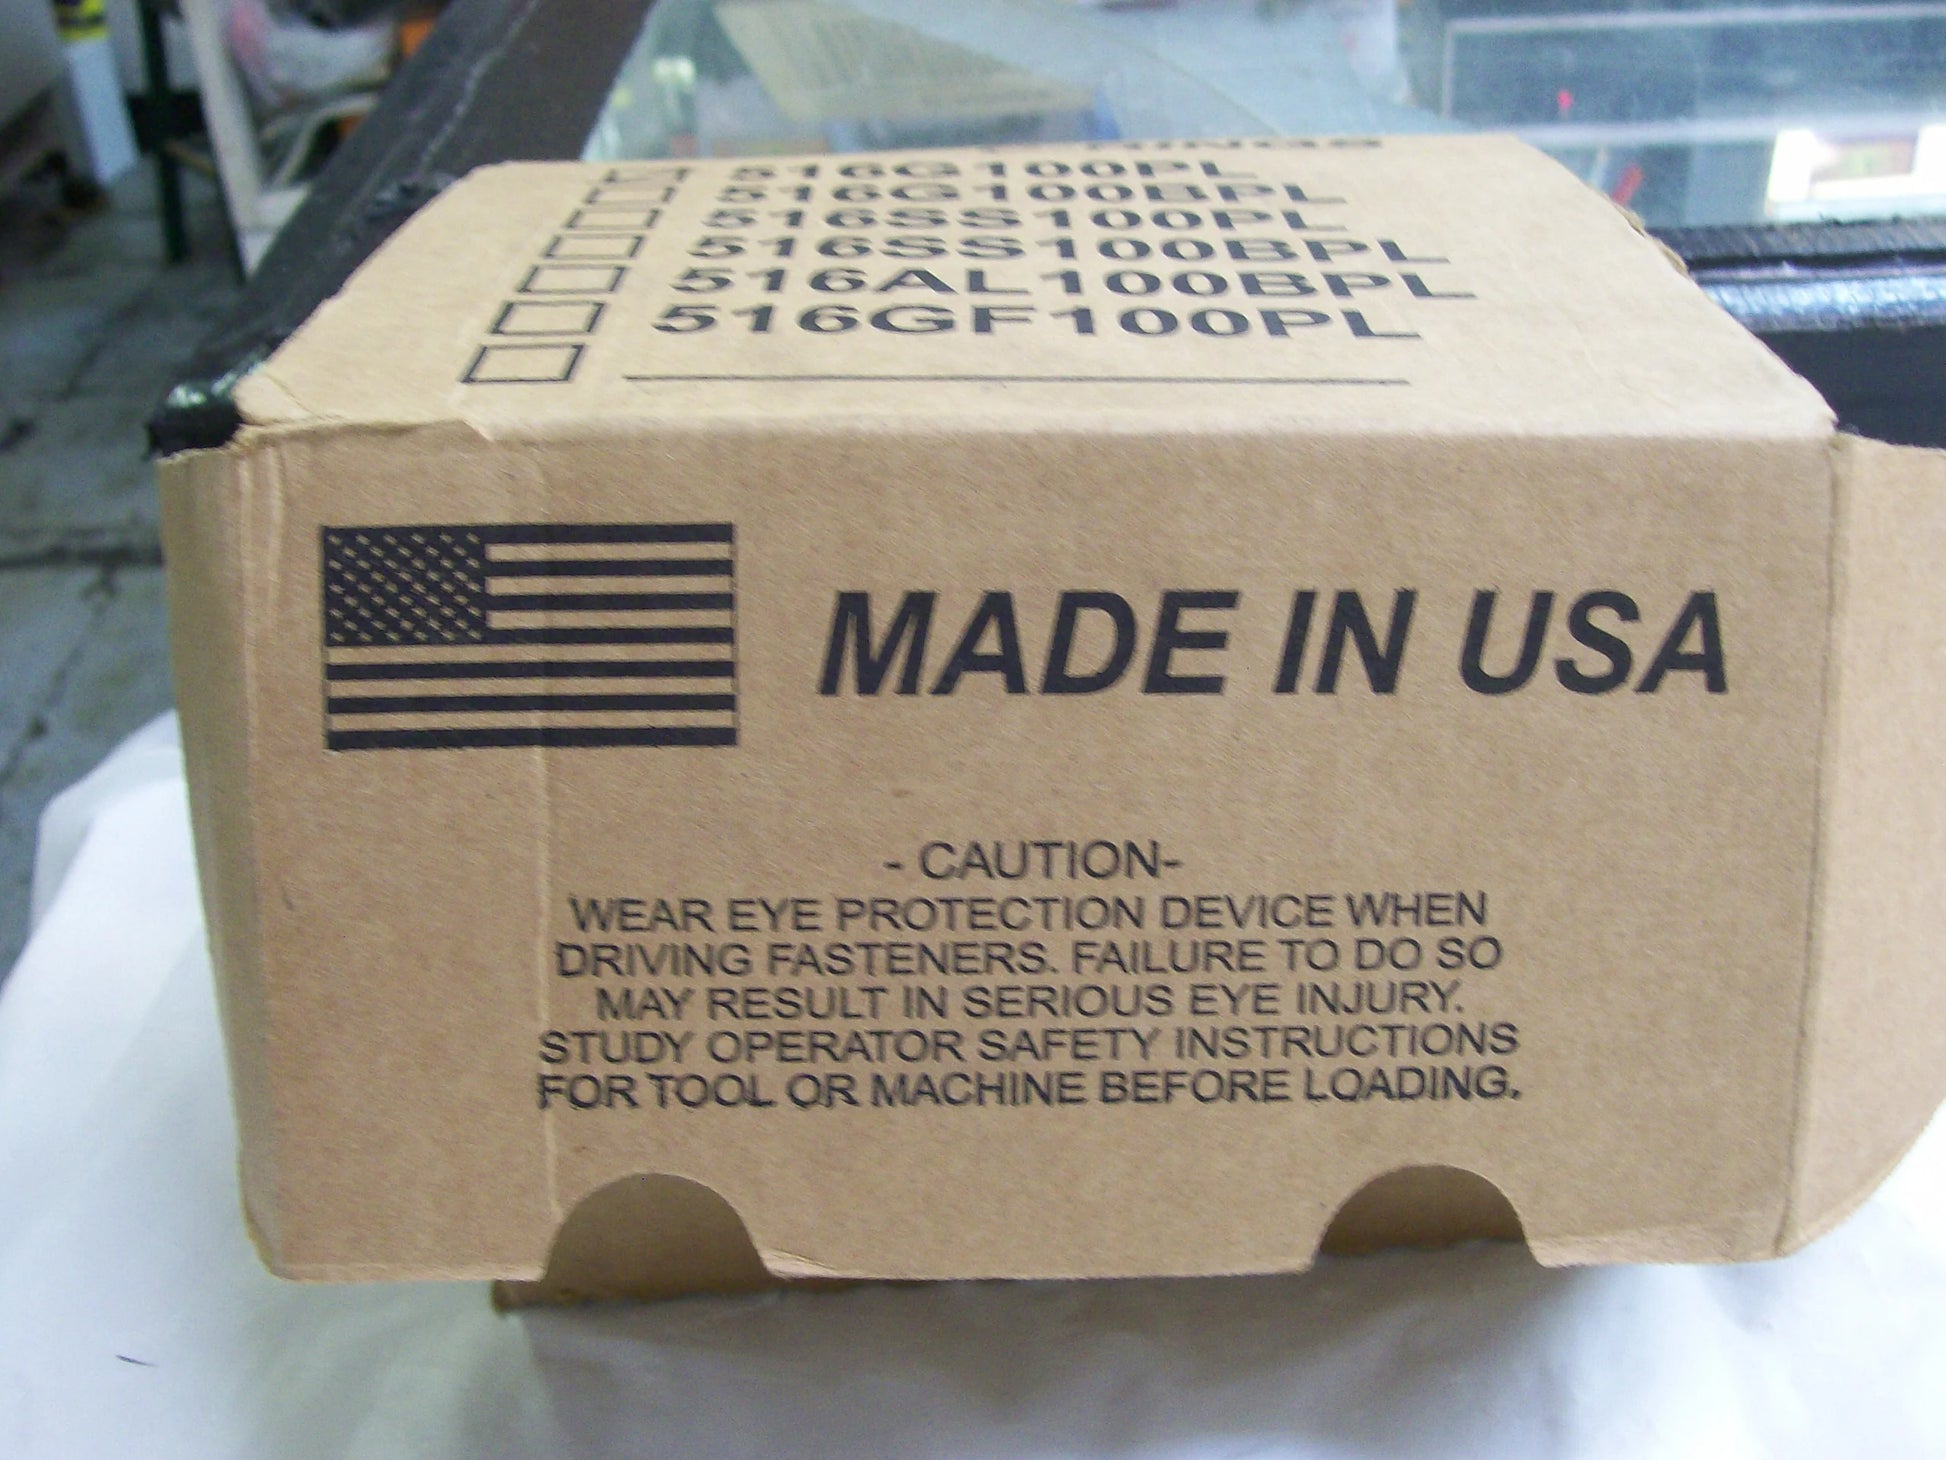 516G100PL
516G100BPL
516SS100PL
516SS100BPL
516AL100BPL
516GF100PL
MADE IN USA
- CAUTION-
WEAR EYE PROTECTION DEVICE WHEN
DRIVING FASTENERS. FAILURE TO DO SO
MAY RESULT IN SERIOUS EYE INJURY.
STUDY OPERATOR SAFETY INSTRUCTIONS
FOR TOOL OR MACHINE BEFORE LOADING.